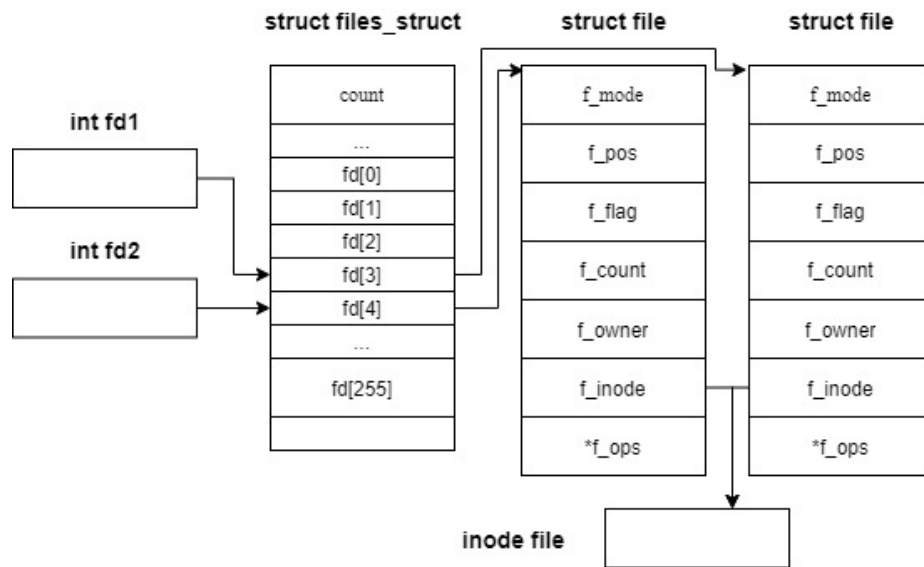 struct files_struct
struct file
struct file
int fd1
int fd2
count
...
fd[0]
fd[1]
fd[2]
fd[3]
fd[4]
...
fd[255]
f_mode
f_pos
f_flag
f_count
f_owner
f_inode
*f_ops
f_mode
f_pos
f_flag
f_count
f_owner
f_inode
*f_ops
inode file